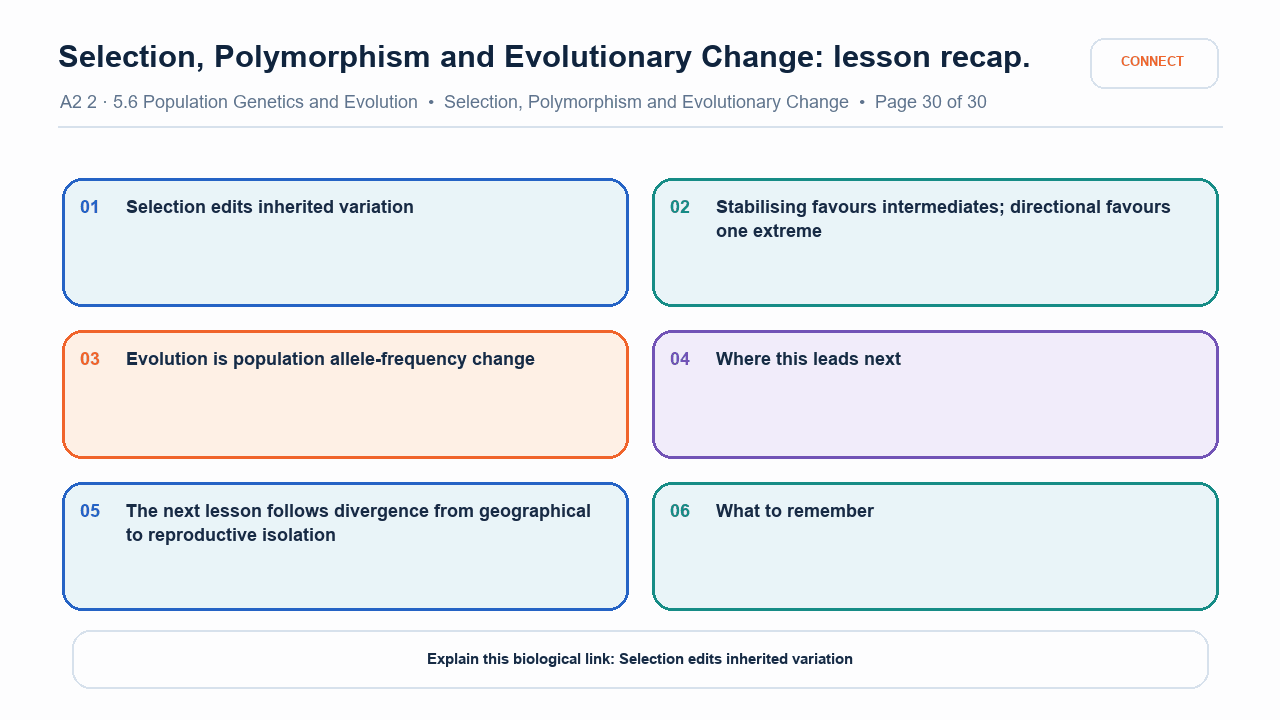 Selection, Polymorphism and Evolutionary Change: lesson recap.
CONNECT
A2 2 · 5.6 Population Genetics and Evolution • Selection, Polymorphism and Evolutionary Change • Page 30 of 30
01 Selection edits inherited variation
02 Stabilising favours intermediates; directional favours
one extreme
03 Evolution is population allele-frequency change
04 Where this leads next
05 The next lesson follows divergence from geographical
to reproductive isolation
06 What to remember
Explain this biological link: Selection edits inherited variation